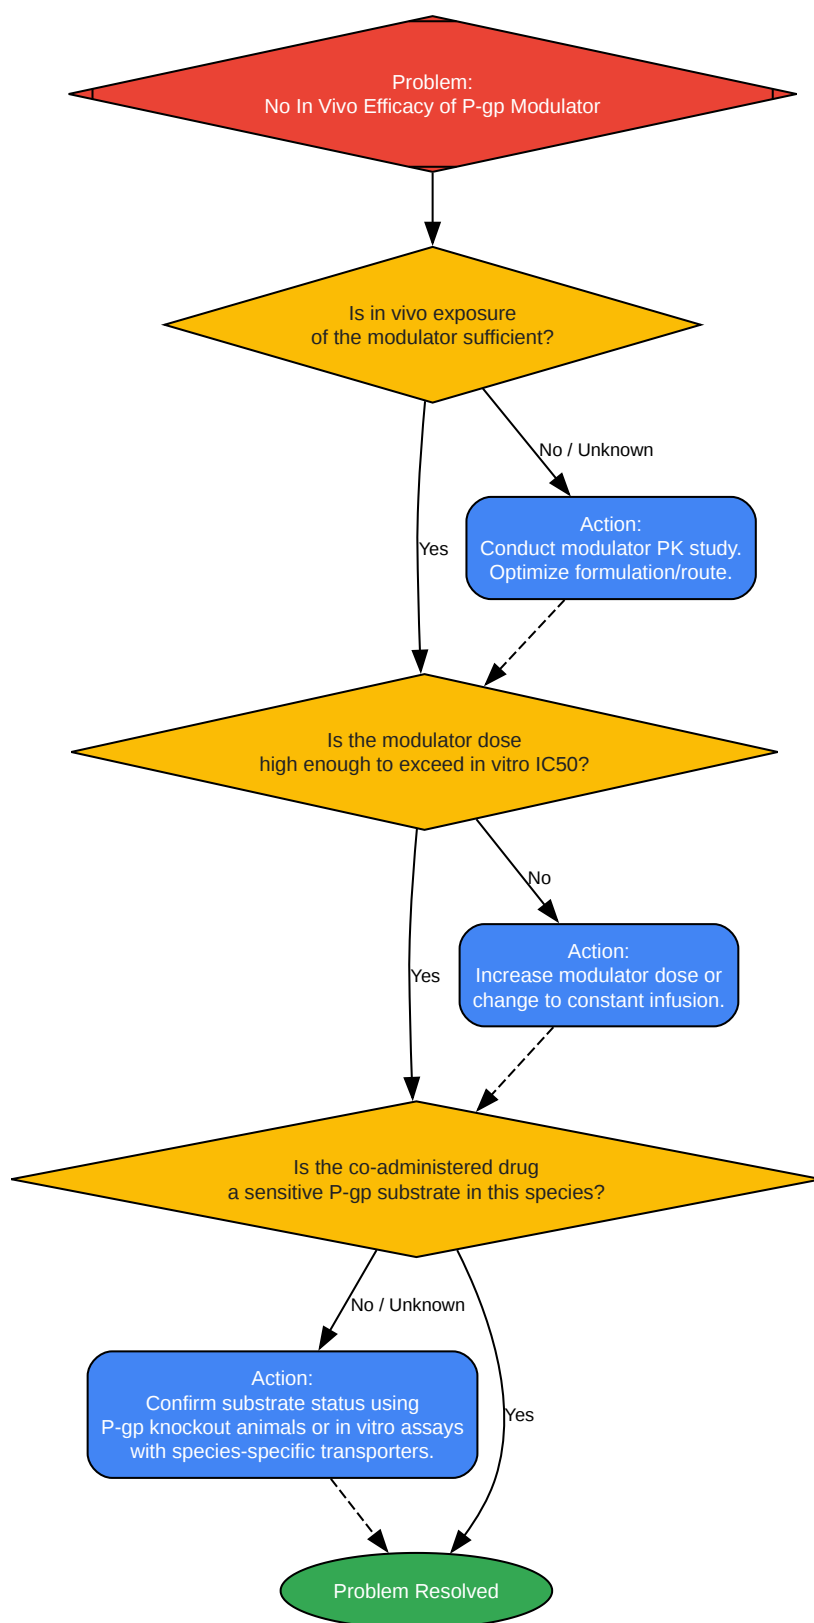 Problem:
No In Vivo Efficacy of P-gp Modulator
Is in vivo exposure
of the modulator sufficient?
No / Unknown
Action:
Conduct modulator PK study.
Optimize formulation/route.
Yes
Is the modulator dose
high enough to exceed in vitro IC50?
No
Action:
Increase modulator dose or
change to constant infusion.
Yes
Is the co-administered drug
a sensitive P-gp substrate in this species?
No / Unknown
Action:
Confirm substrate status using
P-gp knockout animals or in vitro assays
with species-specific transporters.
Yes
Problem Resolved